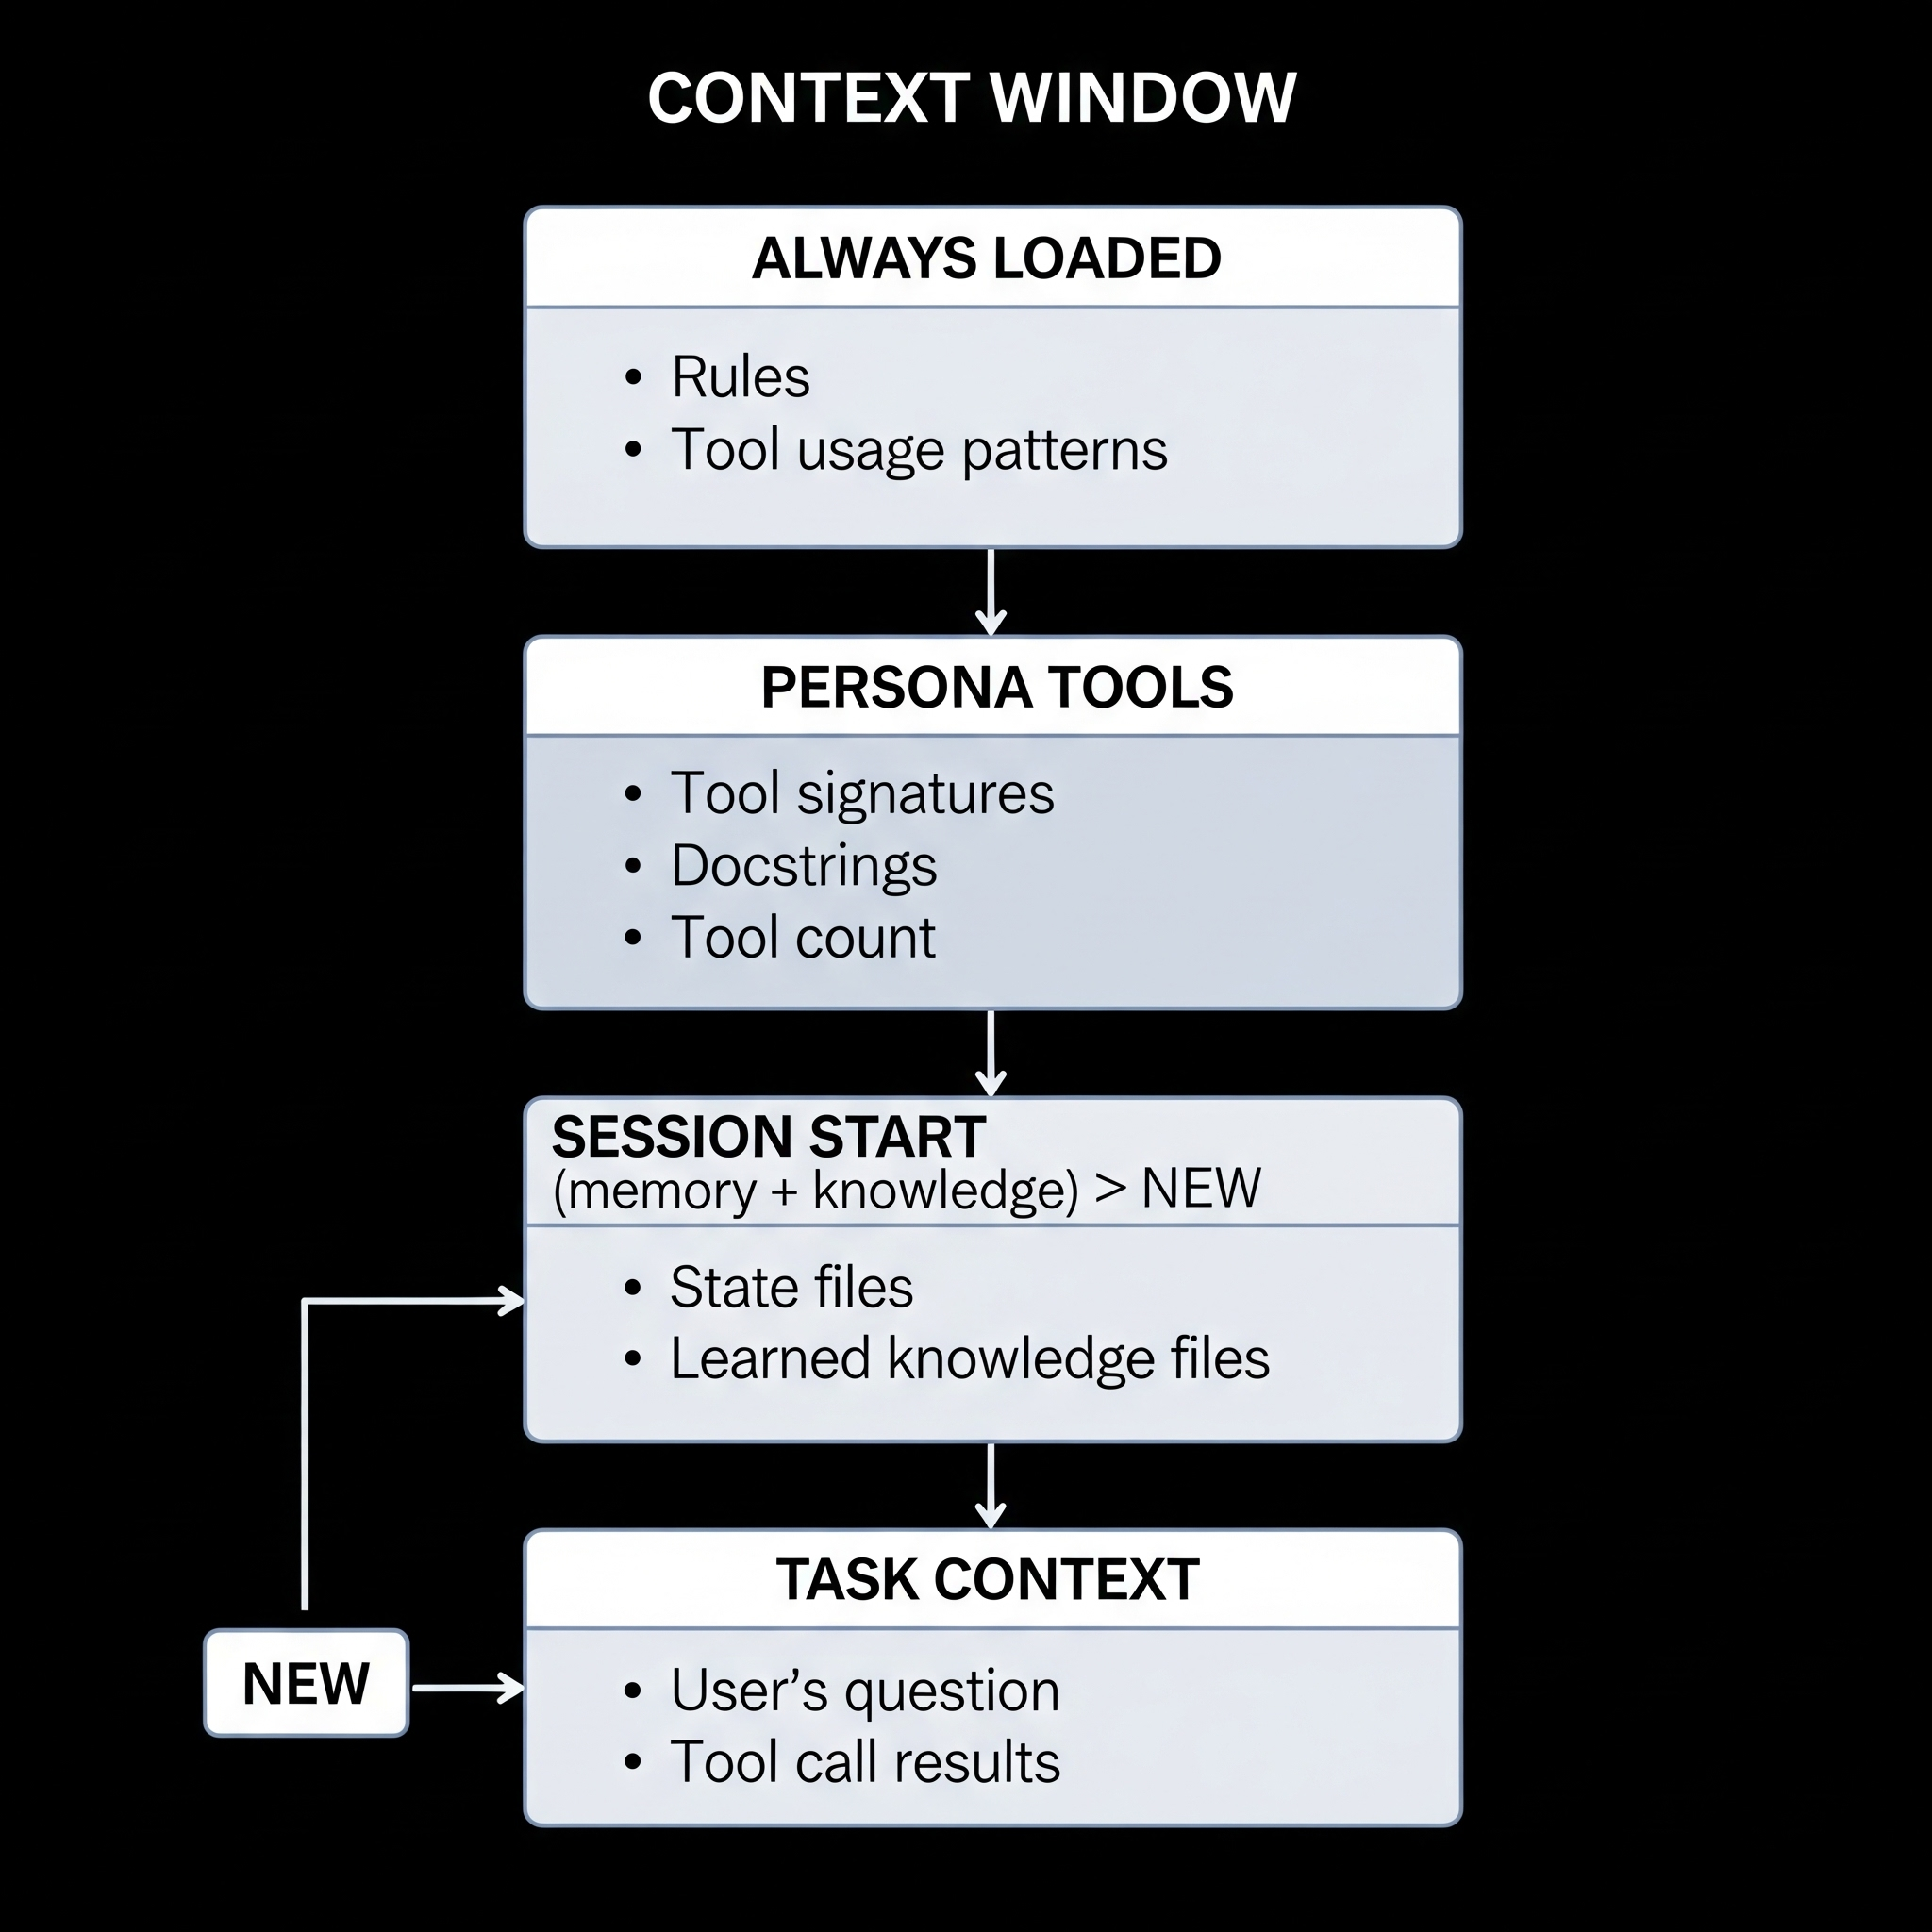 CONTEXT WINDOW
ALWAYS LOADED
• Rules
• Tool usage patterns
PERSONA TOOLS
• Tool signatures
• Docstrings
• Tool count
SESSION START
(memory + knowledge) > NEW
• State files
• Learned knowledge files
TASK CONTEXT
• User’s question
• Tool call results
NEW